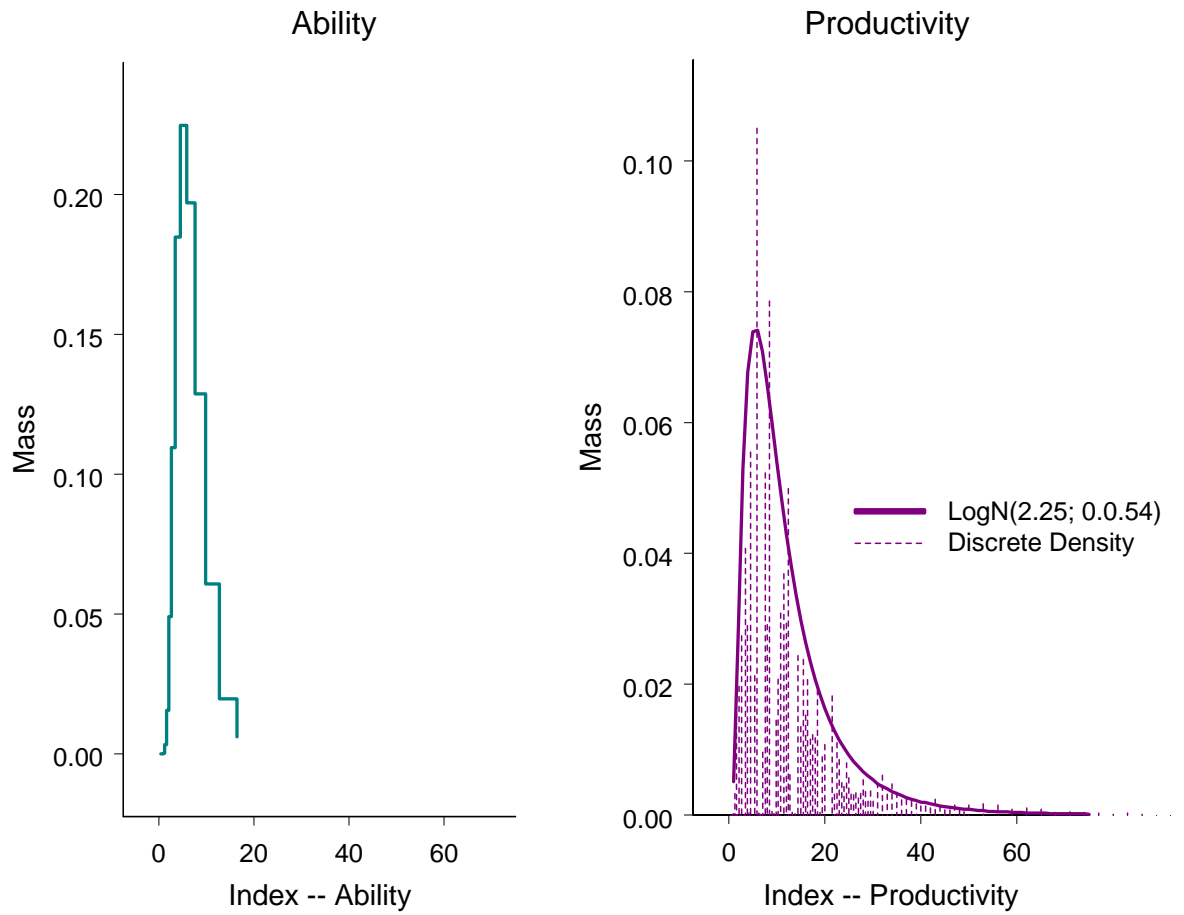 Ability
0.20
0.15
0.10
0.05
0.00
Mass
0 20 40 60
Index -- Ability
Productivity
0.10
0.08
0.06
0.04
0.02
0.00
Mass
LogN(2.25; 0.0.54)
Discrete Density
0 20 40 60
Index -- Productivity